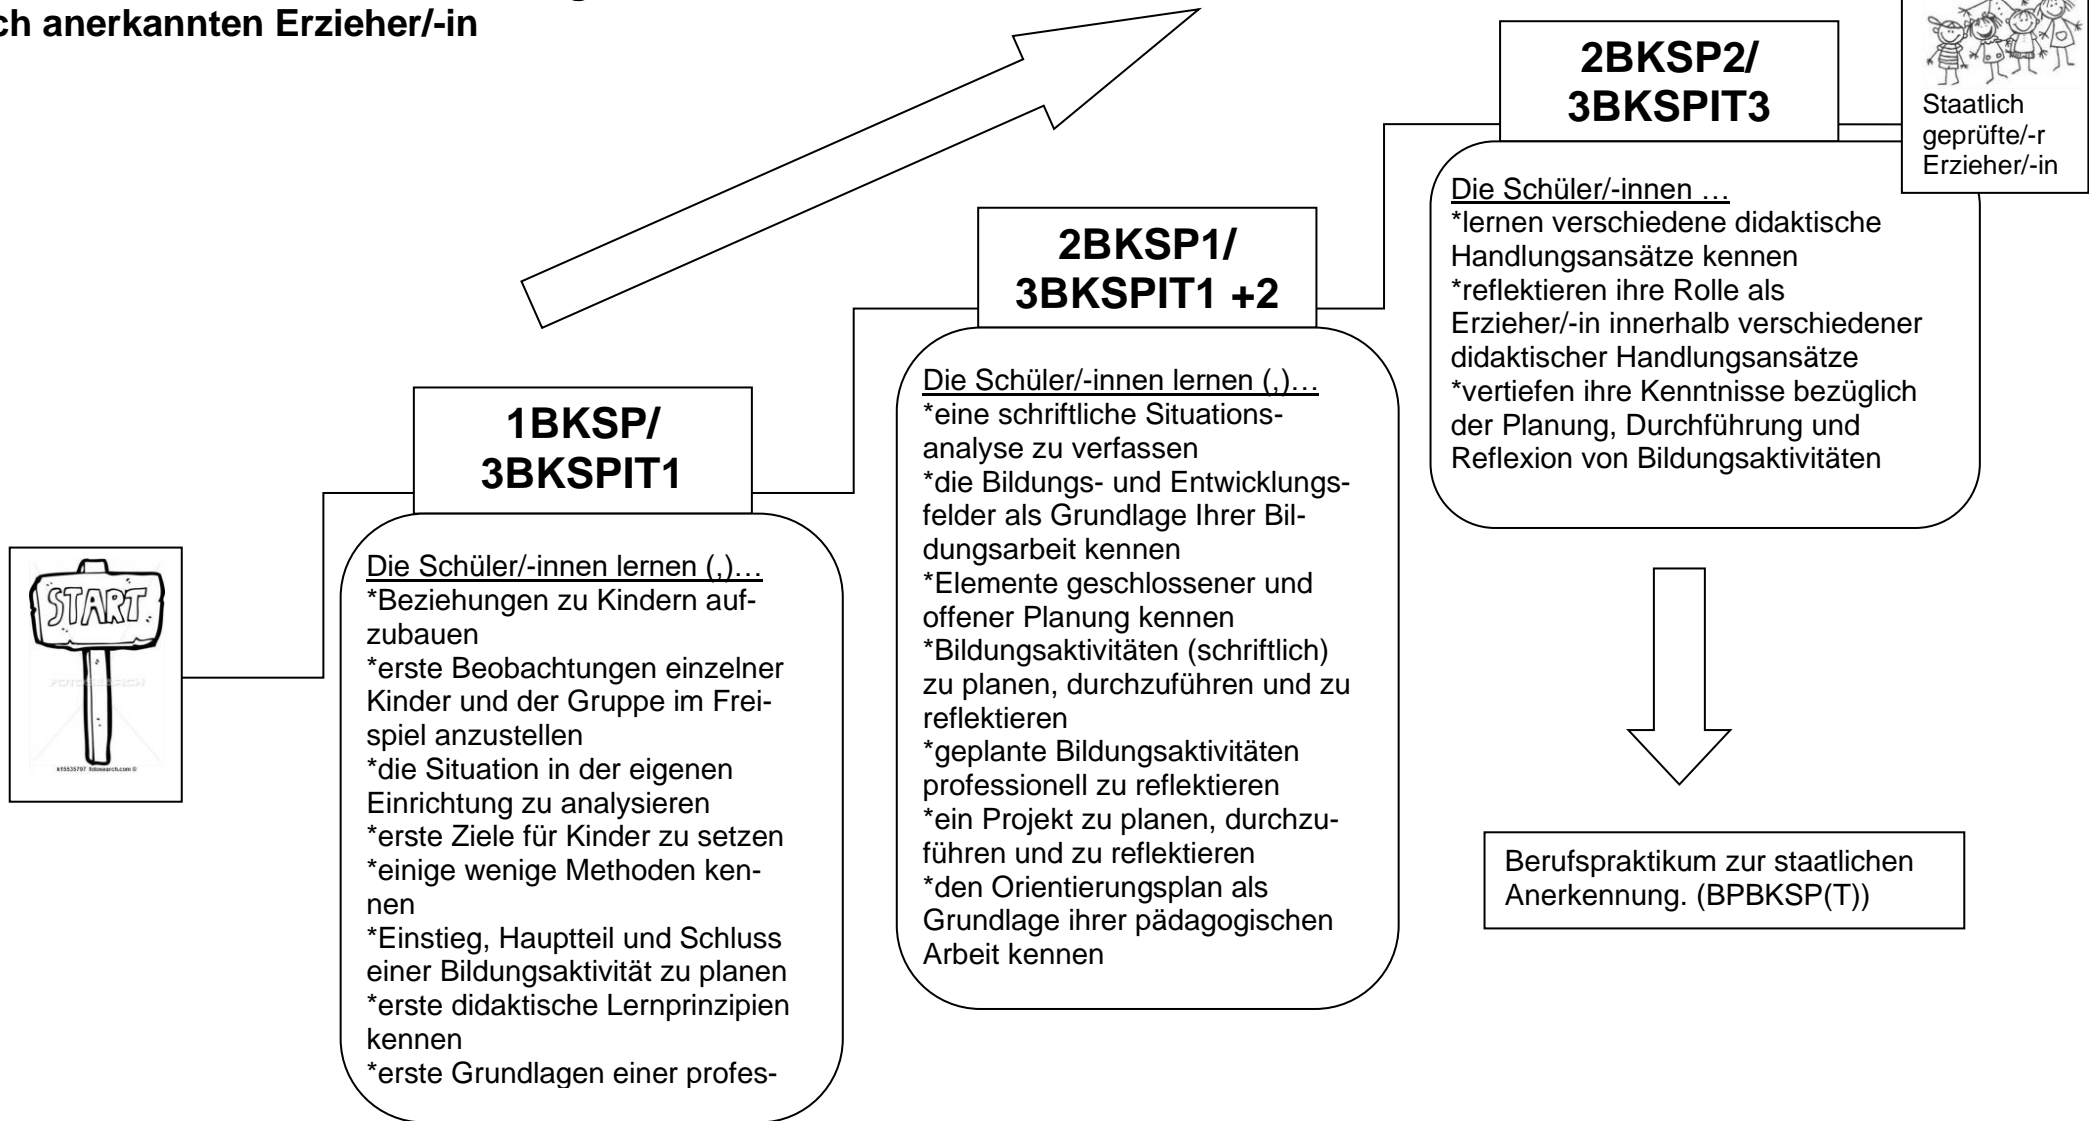 ch anerkannten Erzieher/-in
START
k15535797 fotosearch.com ©
1BKSP/
3BKSPIT1
Die Schüler/-innen lernen (,)…
*Beziehungen zu Kindern auf-
zubauen
*erste Beobachtungen einzelner
Kinder und der Gruppe im Frei-
spiel anzustellen
*die Situation in der eigenen
Einrichtung zu analysieren
*erste Ziele für Kinder zu setzen
*einige wenige Methoden ken-
nen
*Einstieg, Hauptteil und Schluss
einer Bildungsaktivität zu planen
*erste didaktische Lernprinzipien
kennen
*erste Grundlagen einer profes-
2BKSP1/
3BKSPIT1 +2
Die Schüler/-innen lernen (,)…
*eine schriftliche Situations-
analyse zu verfassen
*die Bildungs- und Entwicklungs-
felder als Grundlage Ihrer Bil-
dungsarbeit kennen
*Elemente geschlossener und
offener Planung kennen
*Bildungsaktivitäten (schriftlich)
zu planen, durchzuführen und zu
reflektieren
*geplante Bildungsaktivitäten
professionell zu reflektieren
*ein Projekt zu planen, durchzu-
führen und zu reflektieren
*den Orientierungsplan als
Grundlage ihrer pädagogischen
Arbeit kennen
2BKSP2/
3BKSPIT3
Die Schüler/-innen …
*lernen verschiedene didaktische
Handlungsansätze kennen
*reflektieren ihre Rolle als
Erzieher/-in innerhalb verschiedener
didaktischer Handlungsansätze
*vertiefen ihre Kenntnisse bezüglich
der Planung, Durchführung und
Reflexion von Bildungsaktivitäten
Staatlich
geprüfte/-r
Erzieher/-in
Berufspraktikum zur staatlichen
Anerkennung. (BPBKSP(T))